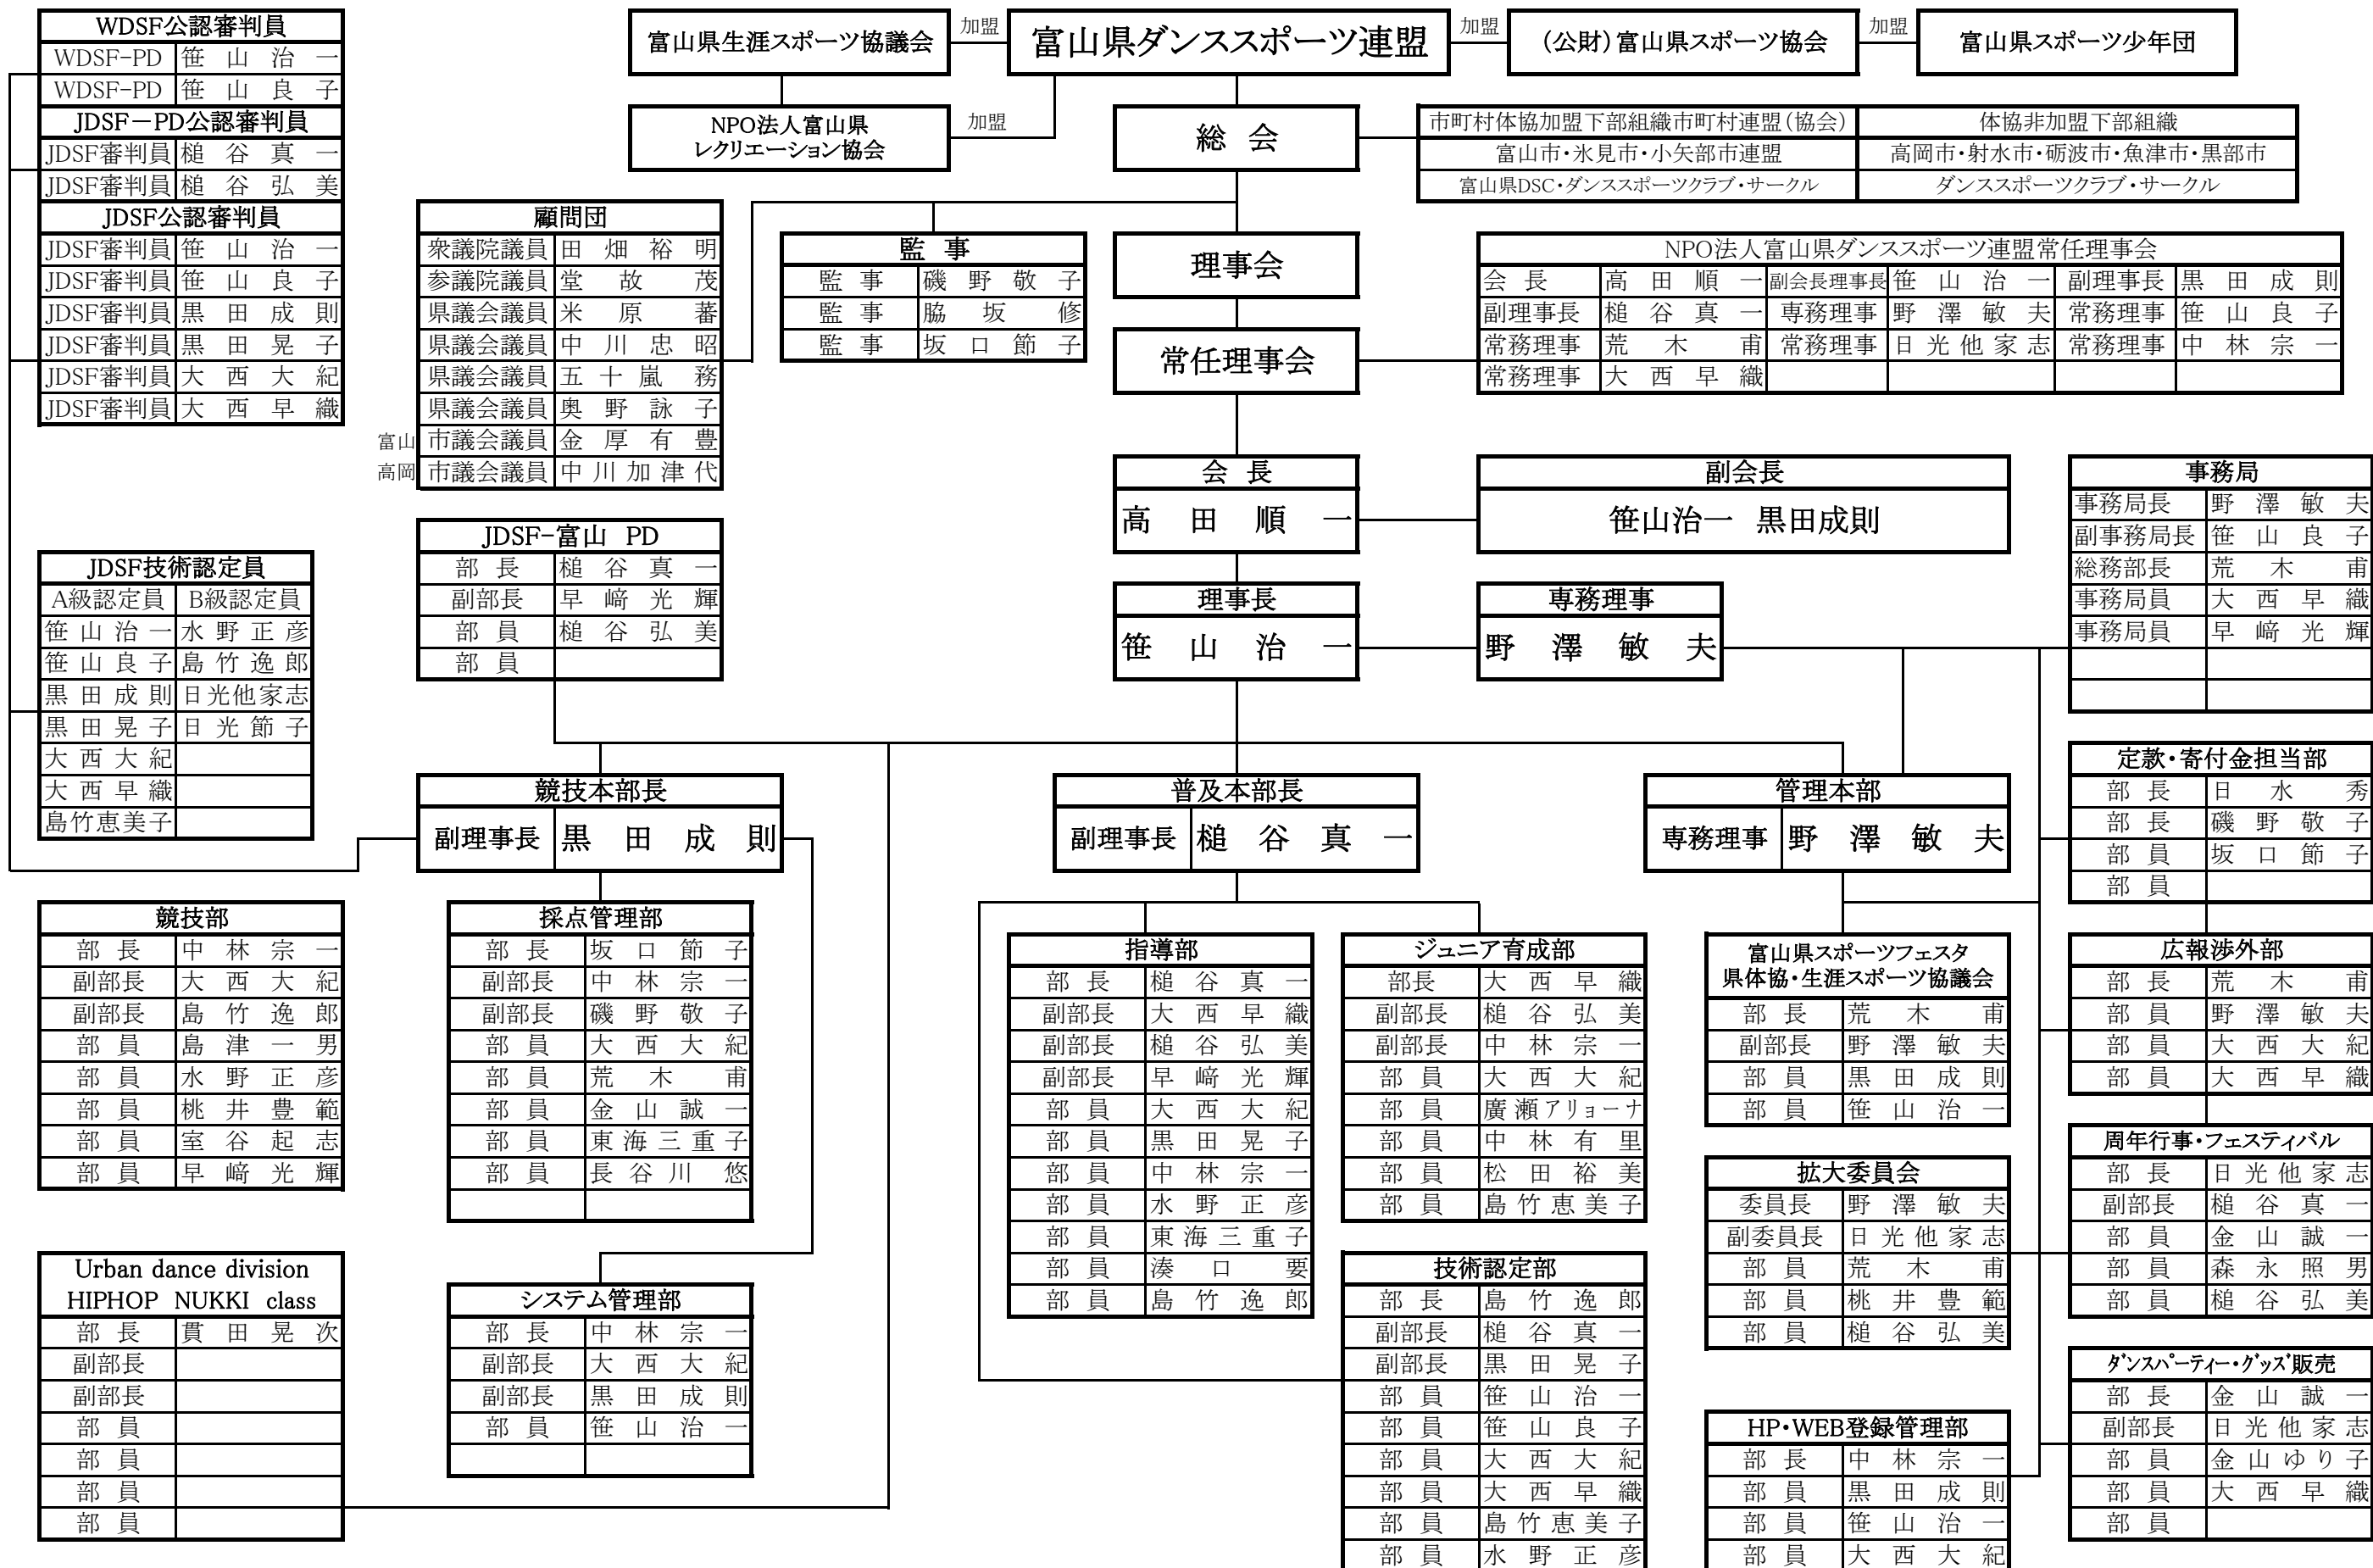 富山県生涯スポーツ協議会 加盟 富山県ダンススポーツ連盟 加盟 (公財)富山県スポーツ協会 加盟 富山県スポーツ少年団
NPO法人富山県
レクリエーション協会
加盟
総 会
市町村体協加盟下部組織市町村連盟(協会) 体協非加盟下部組織
富山市・氷見市・小矢部市連盟 高岡市・射水市・砺波市・魚津市・黒部市
富山県DSC・ダンススポーツクラブ・サークル ダンススポーツクラブ・サークル
WDSF公認審判員
WDSF-PD 笹山治一
WDSF-PD 笹山良子
JDSF-PD公認審判員
JDSF審判員 槌谷真一
JDSF審判員 槌谷弘美
JDSF公認審判員
JDSF審判員 笹山治一
JDSF審判員 笹山良子
JDSF審判員 黒田成則
JDSF審判員 黒田晃子
JDSF審判員 大西大紀
JDSF審判員 大西早織
顧問団
衆議院議員 田畑裕明
参議院議員 堂故茂
県議会議員 米原蕃
県議会議員 中川忠昭
県議会議員 五十嵐務
県議会議員 奥野詠子
富山 市議会議員 金厚有豊
高岡 市議会議員 中川加津代
監 事
監 事 磯野敬子
監 事 脇坂修
監 事 坂口節子
理事会
常任理事会
NPO法人富山県ダンススポーツ連盟常任理事会
会 長 高田順一 副会長理事長 笹山治一 副理事長 黒田成則
副理事長 槌谷真一 専務理事 野澤敏夫 常務理事 笹山良子
常務理事 荒木甫 常務理事 日光他家志 常務理事 中林宗一
常務理事 大西早織
会 長
高田順一
副会長
笹山治一 黒田成則
理事長
笹山治一
専務理事
野澤敏夫
事務局
事務局長 野澤敏夫
副事務局長 笹山良子
総務部長 荒木甫
事務局員 大西早織
事務局員 早﨑光輝
JDSF-富山 PD
部 長 槌谷真一
副部長 早﨑光輝
部 員 槌谷弘美
部 員
JDSF技術認定員
A級認定員 B級認定員
笹山治一 水野正彦
笹山良子 島竹逸郎
黒田成則 日光他家志
黒田晃子 日光節子
大西大紀
大西早織
島竹恵美子
競技本部長
副理事長 黒田成則
普及本部長
副理事長 槌谷真一
管理本部
専務理事 野澤敏夫
定款・寄付金担当部
部 長 日水秀
部 長 磯野敬子
部 員 坂口節子
部 員
競技部
部 長 中林宗一
副部長 大西大紀
副部長 島竹逸郎
部 員 島津一男
部 員 水野正彦
部 員 桃井豊範
部 員 室谷起志
部 員 早﨑光輝
採点管理部
部 長 坂口節子
副部長 中林宗一
副部長 磯野敬子
部 員 大西大紀
部 員 荒木甫
部 員 金山誠一
部 員 東海三重子
部 員 長谷川悠
指導部
部 長 槌谷真一
副部長 大西早織
副部長 槌谷弘美
副部長 早﨑光輝
部 員 大西大紀
部 員 黒田晃子
部 員 中林宗一
部 員 水野正彦
部 員 東海三重子
部 員 湊口要
部 員 島竹逸郎
ジュニア育成部
部長 大西早織
副部長 槌谷弘美
副部長 中林宗一
部 員 大西大紀
部 員 廣瀬アリョーナ
部 員 中林有里
部 員 松田裕美
部 員 島竹恵美子
富山県スポーツフェスタ
県体協・生涯スポーツ協議会
部 長 荒木甫
副部長 野澤敏夫
部 員 黒田成則
部 員 笹山治一
広報渉外部
部 長 荒木甫
部 員 野澤敏夫
部 員 大西大紀
部 員 大西早織
拡大委員会
委員長 野澤敏夫
副委員長 日光他家志
部 員 荒木甫
部 員 桃井豊範
部 員 槌谷弘美
周年行事・フェスティバル
部 長 日光他家志
副部長 槌谷真一
部 員 金山誠一
部 員 森永照男
部 員 槌谷弘美
Urban dance division
HIPHOP NUKKI class
部 長 貫田晃次
副部長
副部長
部 員
部 員
部 員
部 員
システム管理部
部 長 中林宗一
副部長 大西大紀
副部長 黒田成則
部 員 笹山治一
技術認定部
部 長 島竹逸郎
副部長 槌谷真一
副部長 黒田晃子
部 員 笹山治一
部 員 笹山良子
部 員 大西大紀
部 員 大西早織
部 員 島竹恵美子
部 員 水野正彦
HP・WEB登録管理部
部 長 中林宗一
部 員 黒田成則
部 員 笹山治一
部 員 大西大紀
ダンスパーティー・グッズ販売
部 長 金山誠一
副部長 日光他家志
部 員 金山ゆり子
部 員 大西早織
部 員